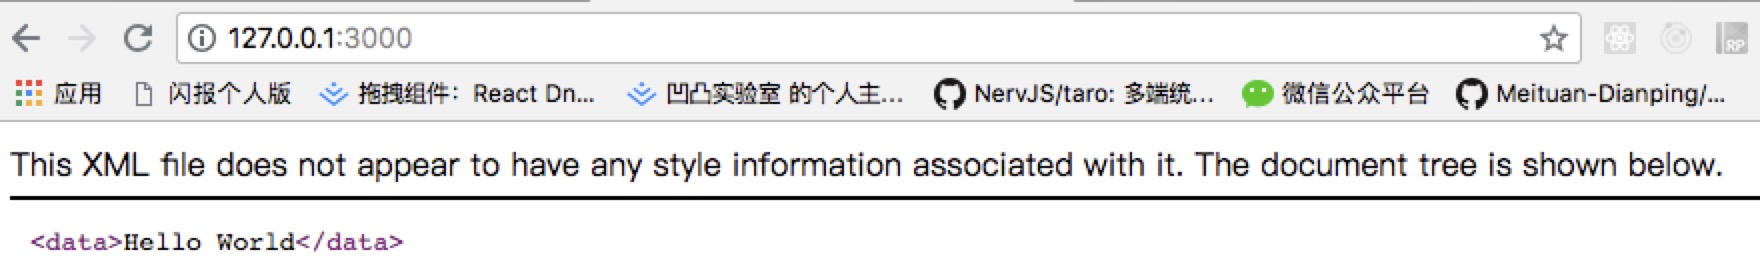 127.0.0.1:3000
RP
应用 闪报个人版 拖拽组件：React Dn... 凹凸实验室 的个人主... NervJS/taro: 多端统... 微信公众平台 Meituan-Dianping/...
This XML file does not appear to have any style information associated with it. The document tree is shown below.
<data>Hello World</data>